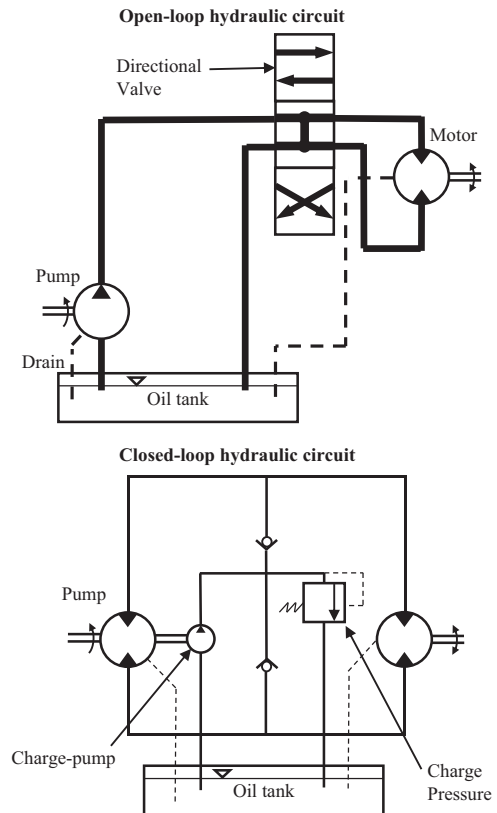 Open-loop hydraulic circuit
Directional
Valve
Motor
Pump
Drain
Oil tank
Closed-loop hydraulic circuit
Pump
Charge-pump
Oil tank
Charge
Pressure